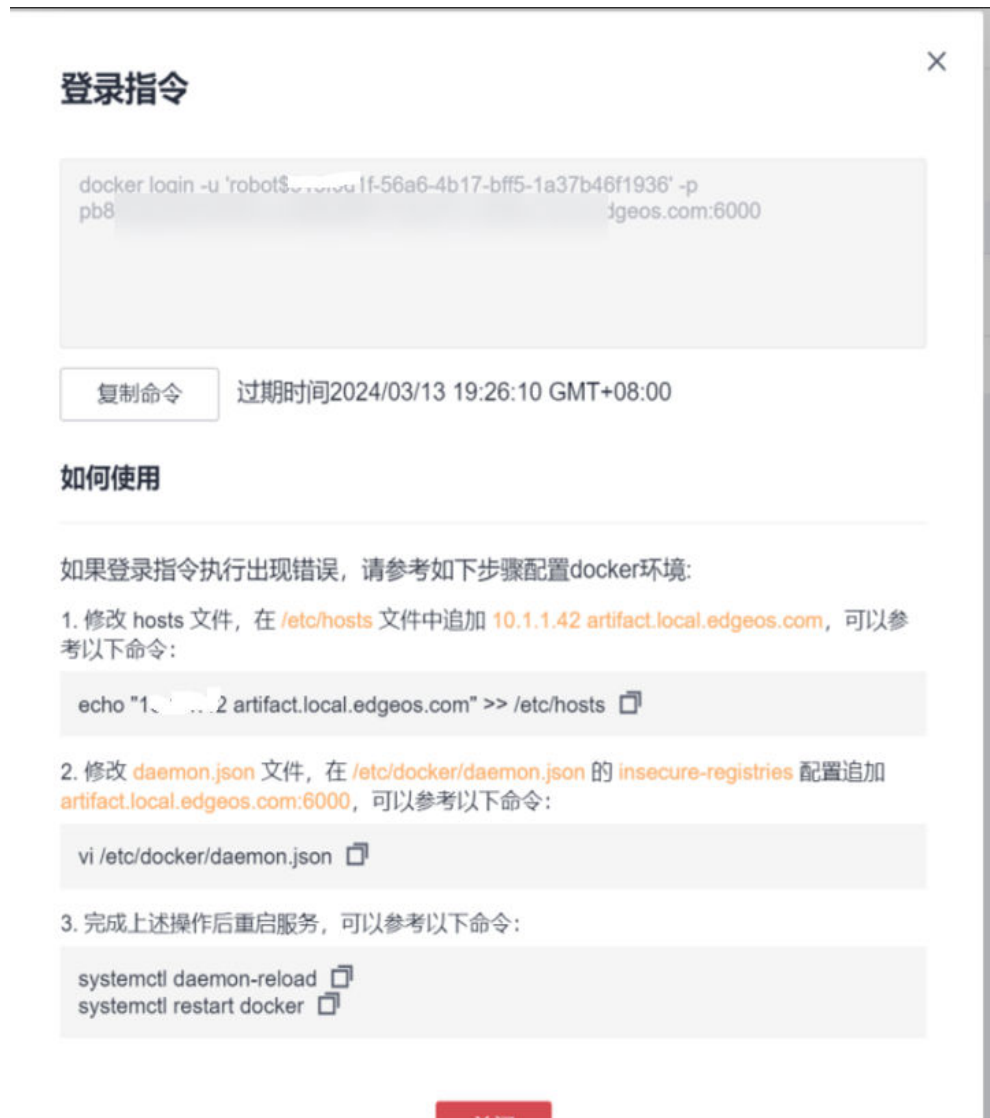 登录指令
docker login -u 'robot$ 1f-56a6-4b17-bff5-1a37b46f1936' -p
pb8 dgeos.com:6000
复制命令 过期时间2024/03/13 19:26:10 GMT+08:00
如何使用
如果登录指令执行出现错误，请参考如下步骤配置docker环境:
1. 修改 hosts 文件，在 /etc/hosts 文件中追加 10.1.1.42 artifact.local.edgeos.com，可以参
考以下命令：
echo "1 2 artifact.local.edgeos.com" >> /etc/hosts
2. 修改 daemon.json 文件，在 /etc/docker/daemon.json 的 insecure-registries 配置追加
artifact.local.edgeos.com:6000，可以参考以下命令：
vi /etc/docker/daemon.json
3. 完成上述操作后重启服务，可以参考以下命令：
systemctl daemon-reload
systemctl restart docker